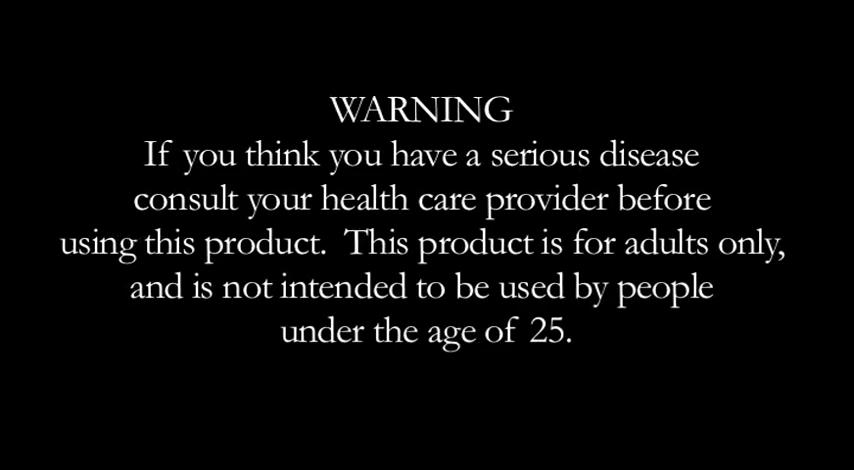 WARNING
If you think you have a serious disease
consult your health care provider before
using this product. This product is for adults only,
and is not intended to be used by people
under the age of 25.